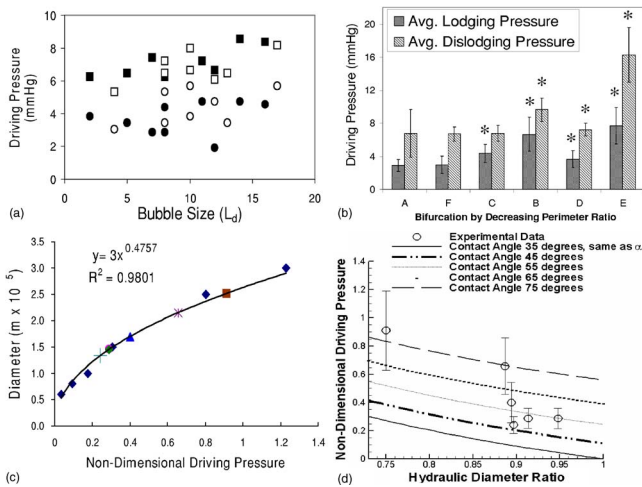 Driving Pressure
(mmHg)
10
8
6
4
2
0
0 5 10 15 20
Bubble Size (Ld)
(a)
Avg. Lodging Pressure
Avg. Dislodging Pressure
Driving Pressure (mmHg)
20
16
12
8
4
0
* * * * * * * *
A F C B D E
Bifurcation by Decreasing Perimeter Ratio
(b)
y= 3x^0.4757
R² = 0.9801
Diameter (m x 10^5)
3.5
3.0
2.5
2.0
1.5
1.0
0.5
0.0
0 0.2 0.4 0.6 0.8 1 1.2 1.4
Non-Dimensional Driving Pressure
(c)
Experimental Data
Contact Angle 35 degrees, same as α
Contact Angle 45 degrees
Contact Angle 55 degrees
Contact Angle 65 degrees
Contact Angle 75 degrees
Non-Dimensional Driving Pressure
1.4
1.2
1
0.8
0.6
0.4
0.2
0
0.75 0.8 0.85 0.9 0.95 1
Hydraulic Diameter Ratio
(d)